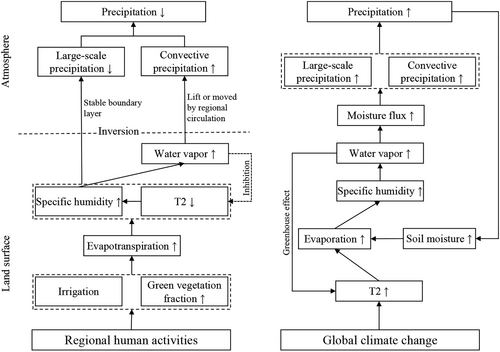 Atmosphere
Land surface
Precipitation ↓
Large-scale
precipitation ↓
Convective
precipitation ↑
Stable boundary
layer
Lift or moved
by regional
circulation
Inversion
Water vapor ↑
Inhibition
Specific humidity ↑
T2 ↓
Evapotranspiration ↑
Irrigation
Green vegetation
fraction ↑
Regional human activities
Precipitation ↑
Large-scale
precipitation ↑
Convective
precipitation ↑
Moisture flux ↑
Water vapor ↑
Greenhouse effect
Specific humidity ↑
Evaporation ↑
Soil moisture ↑
T2 ↑
Global climate change